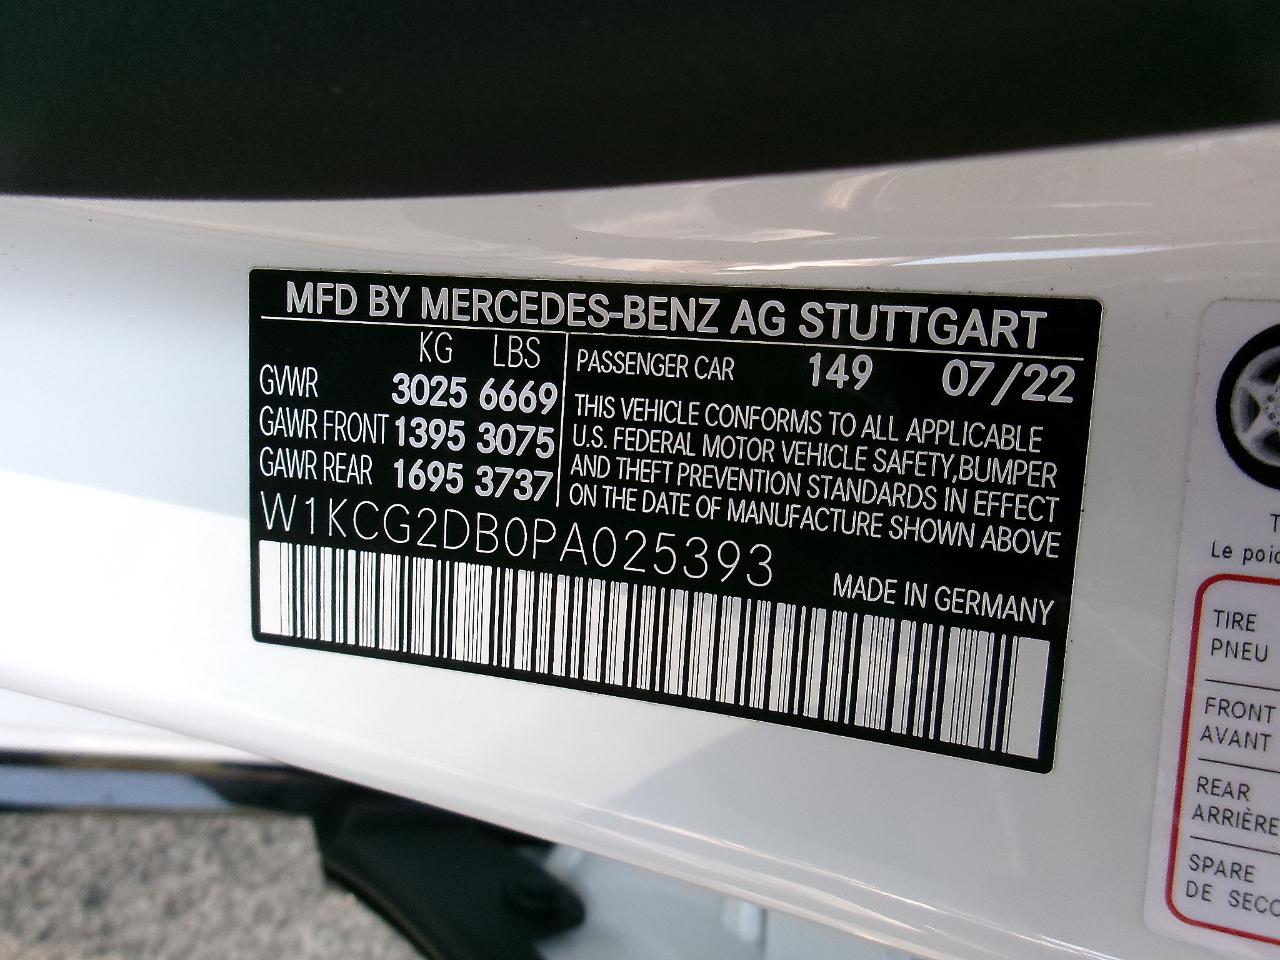 MFD BY MERCEDES-BENZ AG STUTTGART
KG LBS
GVWR 3025 6669
GAWR FRONT 1395 3075
GAWR REAR 1695 3737
PASSENGER CAR 149 07/22
THIS VEHICLE CONFORMS TO ALL APPLICABLE
U.S. FEDERAL MOTOR VEHICLE SAFETY,BUMPER
AND THEFT PREVENTION STANDARDS IN EFFECT
ON THE DATE OF MANUFACTURE SHOWN ABOVE
W1KCG2DB0PA025393
MADE IN GERMANY
Le
TIRE
PNEU
FRONT
AVANT
REAR
ARRIÈRE
SPARE
DE